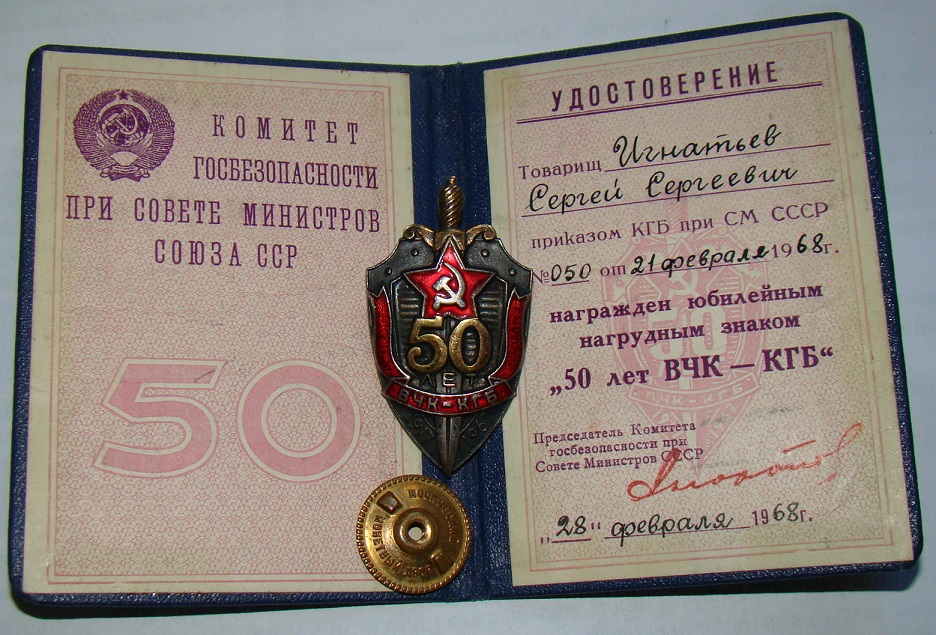 КОМИТЕТ
ГОСБЕЗОПАСНОСТИ
ПРИ СОВЕТЕ МИНИСТРОВ
СОЮЗА ССР
50
50
ЛЕТ
ВЧК-КГБ
УДОСТОВЕРЕНИЕ
Товарищ Игнатьев
Сергей Сергеевич
приказом КГБ при СМ СССР
№050 от 21 февраля 1968г.
награжден юбилейным
нагрудным знаком
„50 лет ВЧК — КГБ“
Председатель Комитета
госбезопасности при
Совете Министров СССР
„28“ февраля 1968г.